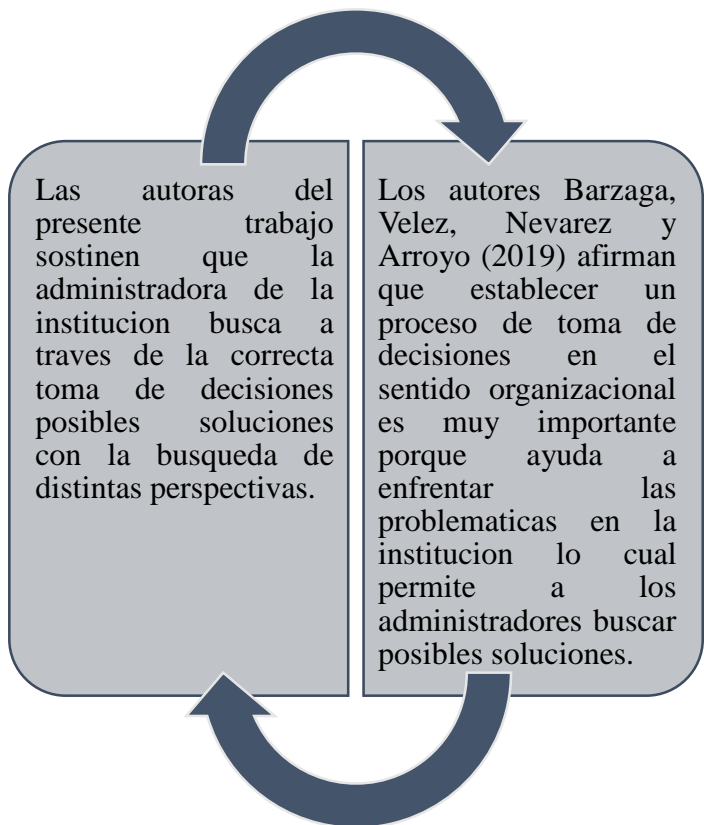 Las autoras del
presente trabajo
sostinen que la
administradora de la
institucion busca a
traves de la correcta
toma de decisiones
posibles soluciones
con la busqueda de
distintas perspectivas.
Los autores Barzaga,
Velez, Nevarez y
Arroyo (2019) afirman
que establecer un
proceso de toma de
decisiones en el
sentido organizacional
es muy importante
porque ayuda a
enfrentar las
problematicas en la
institucion lo cual
permite a los
administradores buscar
posibles soluciones.